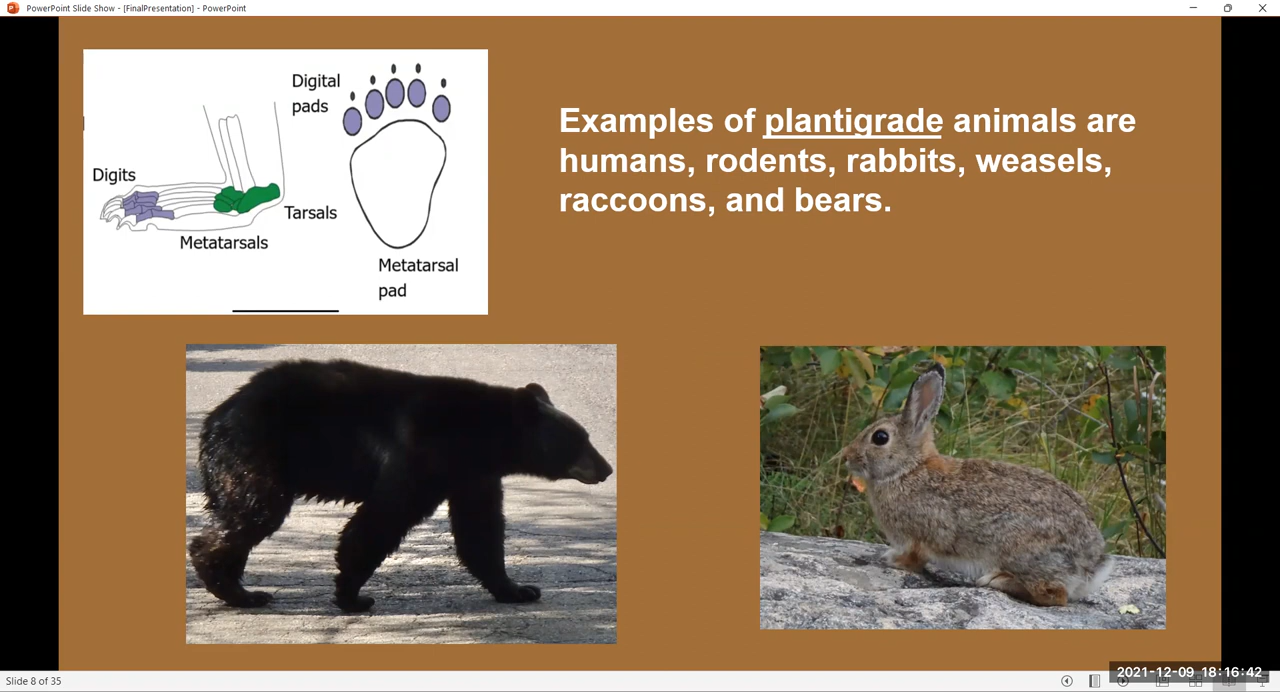 PowerPoint Slide Show - [FinalPresentation] - PowerPoint
Digital
pads
Digits
Tarsals
Metatarsals
Metatarsal
pad
Examples of plantigrade animals are
humans, rodents, rabbits, weasels,
raccoons, and bears.
Slide 8 of 35
2021-12-09 18:16:42